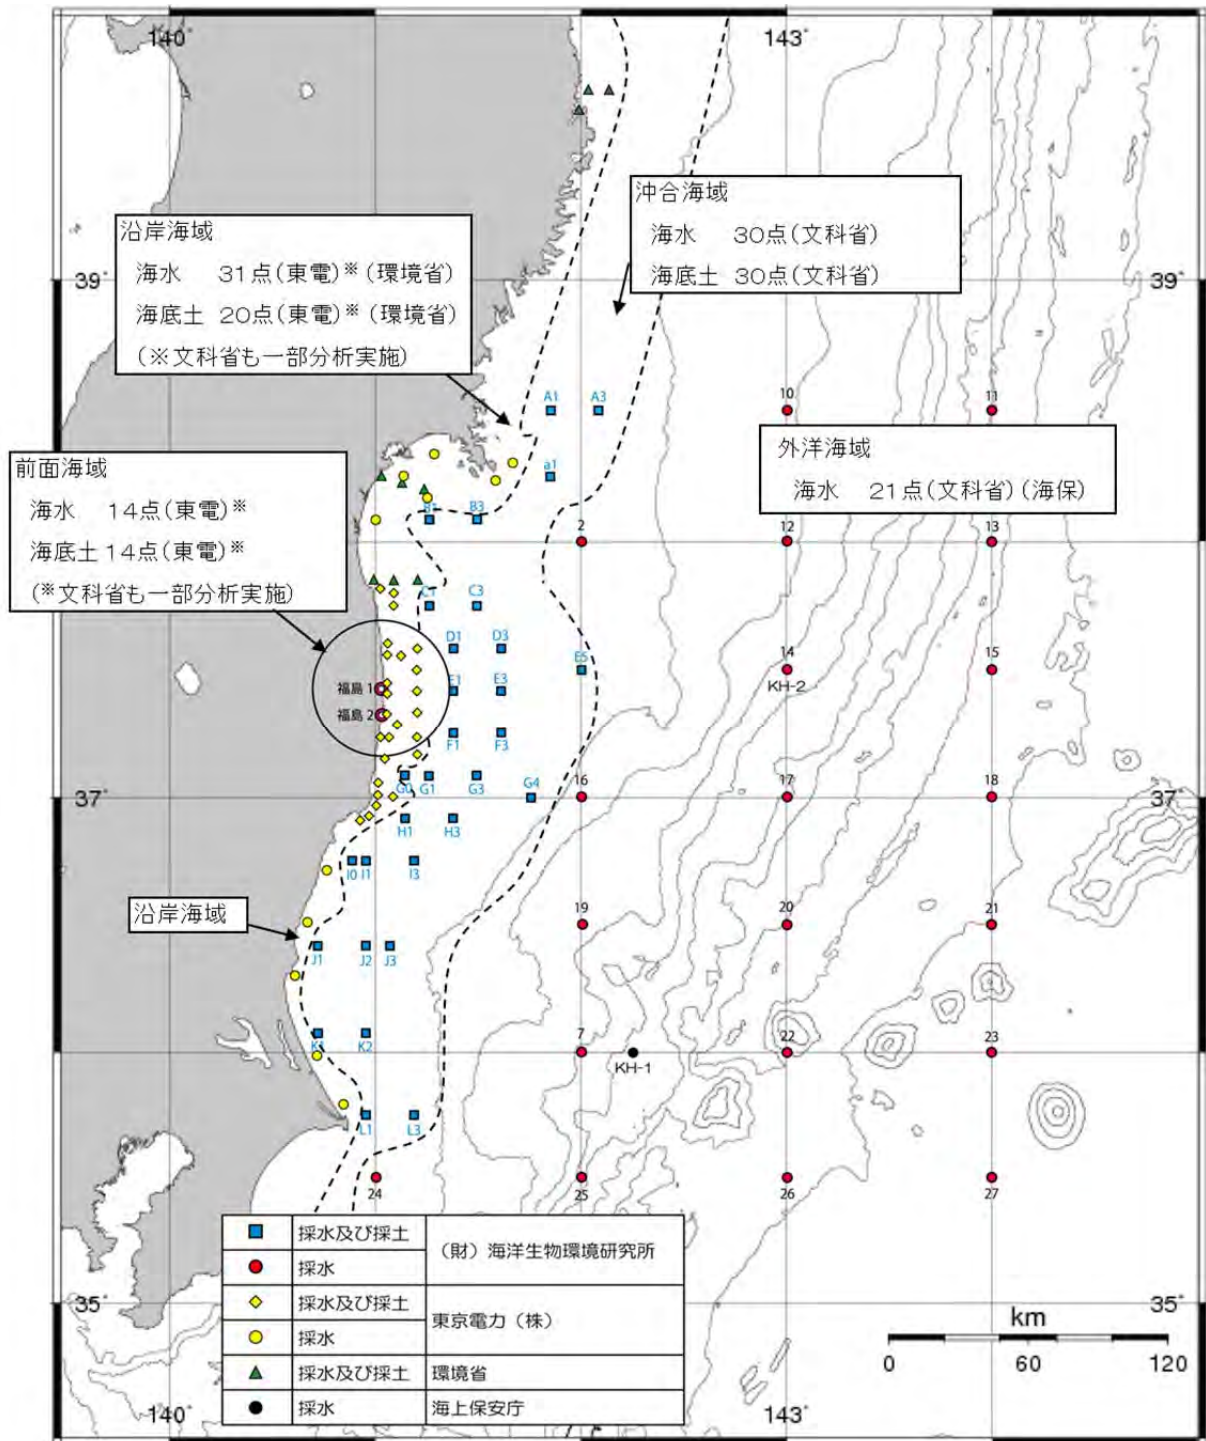 140°
143°
沖合海域
海水 30点(文科省)
海底土 30点(文科省)
沿岸海域
海水 31点(東電)※(環境省)
海底土 20点(東電)※(環境省)
(※文科省も一部分析実施)
39°
39°
A1
A3
10
11
外洋海域
海水 21点(文科省)(海保)
前面海域
海水 14点(東電)※
海底土14点(東電)※
(※文科省も一部分析実施)
a1
B1
B3
2
12
13
C1
C3
D1
D3
E5
14
15
KH-2
福島 1
E1
E3
福島 2
F1
F3
G0
G1
G3
G4
16
17
18
37°
37°
H1
H3
I0
I1
I3
沿岸海域
19
20
21
J1
J2
J3
K1
K2
7
KH-1
22
23
L1
L3
24
25
26
27
採水及び採土
(財)海洋生物環境研究所
採水
採水及び採土
東京電力(株)
採水
採水及び採土 環境省
採水 海上保安庁
35°
35°
km
0 60 120
140°
143°